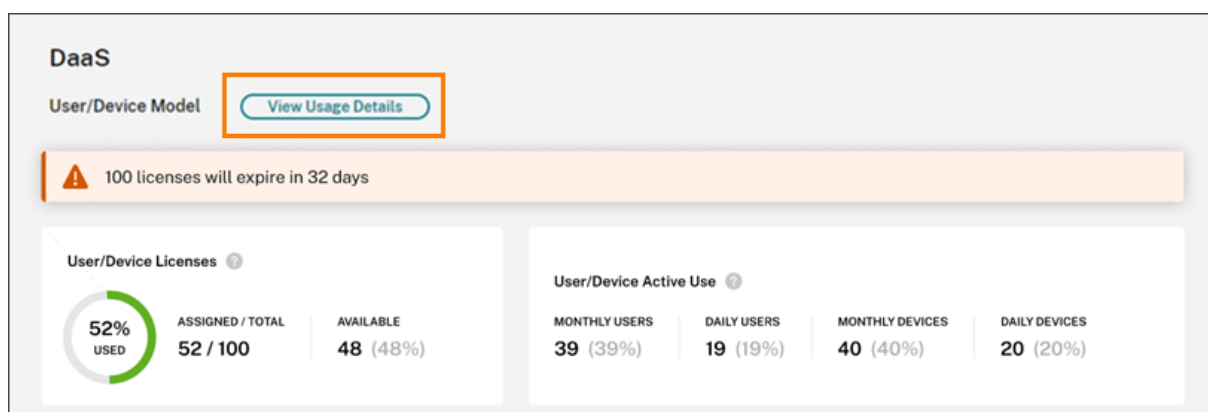 DaaS
User/Device Model
View Usage Details
100 licenses will expire in 32 days
User/Device Licenses ?
52%
USED
ASSIGNED / TOTAL
52 / 100
AVAILABLE
48 (48%)
User/Device Active Use ?
MONTHLY USERS
39 (39%)
DAILY USERS
19 (19%)
MONTHLY DEVICES
40 (40%)
DAILY DEVICES
20 (20%)